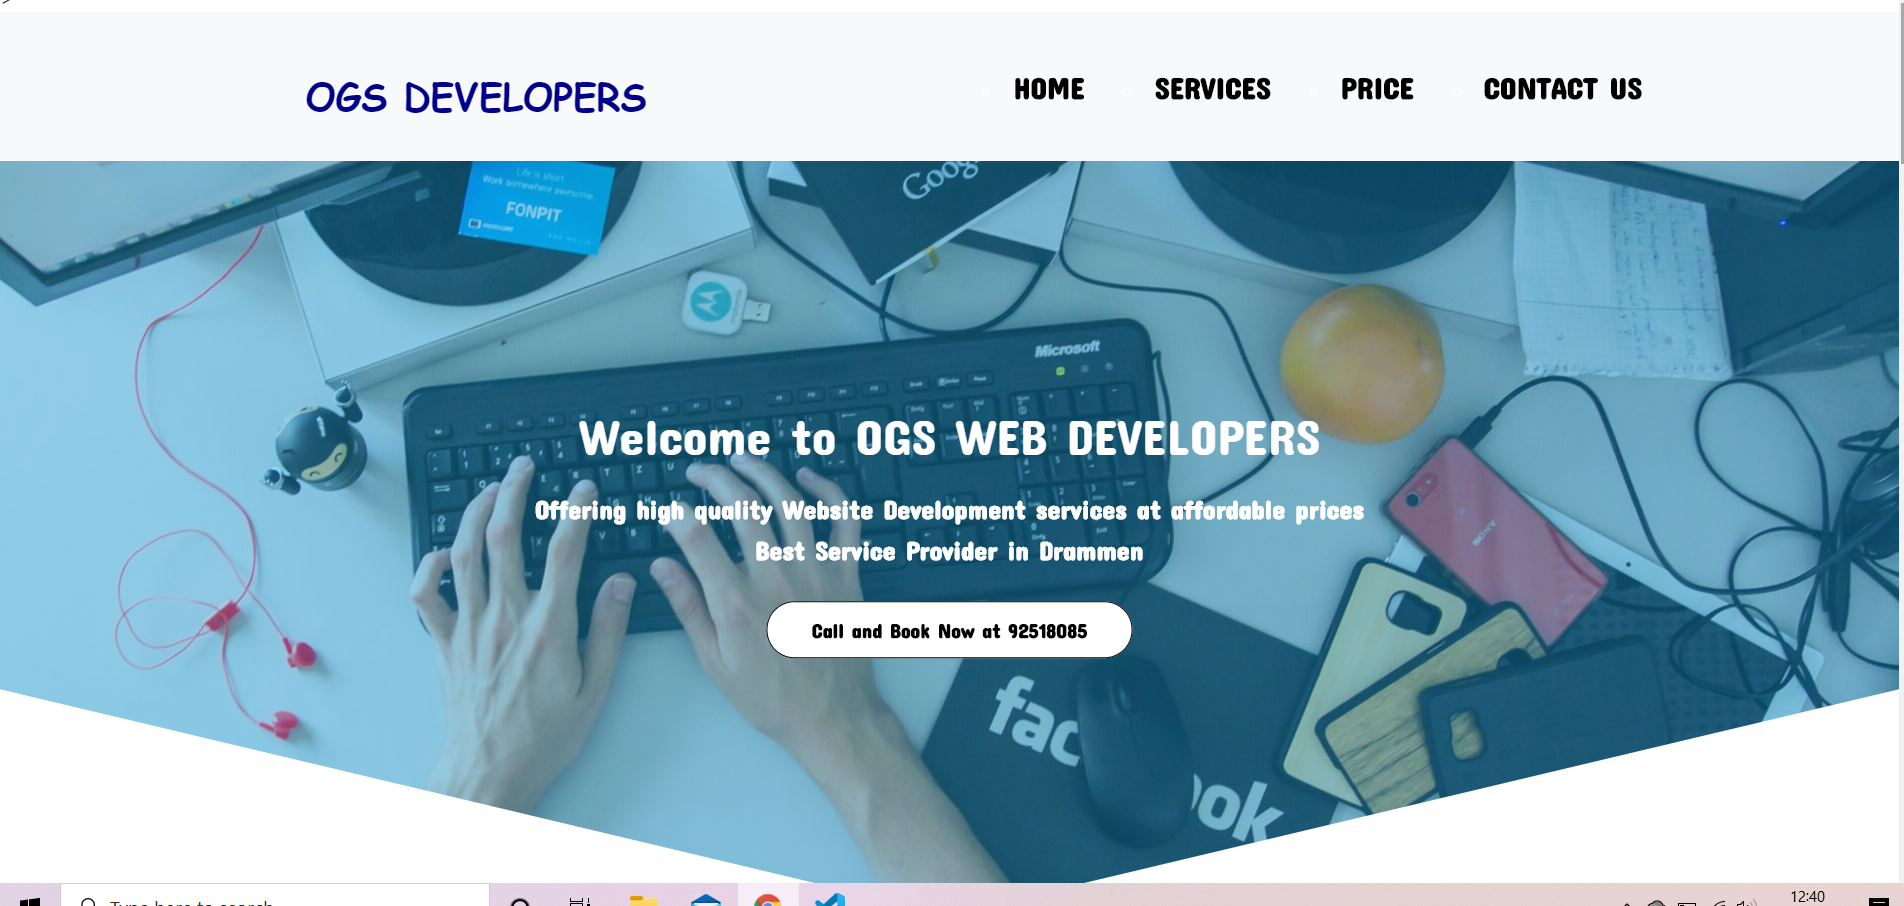 >
OGS DEVELOPERS
HOME SERVICES PRICE CONTACT US
Life is short.
Work somewhere awesome.
FONPIT
Goog
Microsoft
Welcome to OGS WEB DEVELOPERS
Offering high quality Website Development services at affordable prices
Best Service Provider in Drammen
SONY
Call and Book Now at 92518085
fac ook
Type here to search
12:40